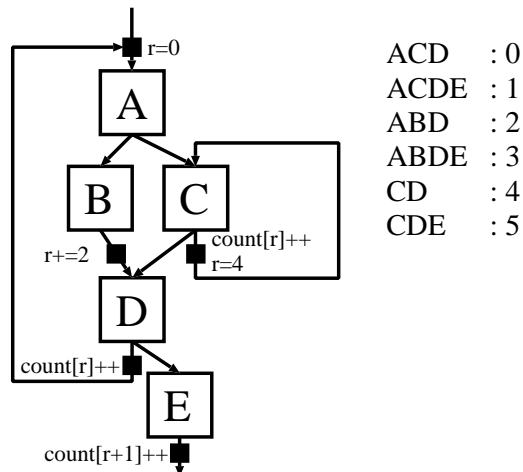 r=0
A
B
C
r+=2
count[r]++
r=4
D
count[r]++
E
count[r+1]++
ACD : 0
ACDE : 1
ABD : 2
ABDE : 3
CD : 4
CDE : 5